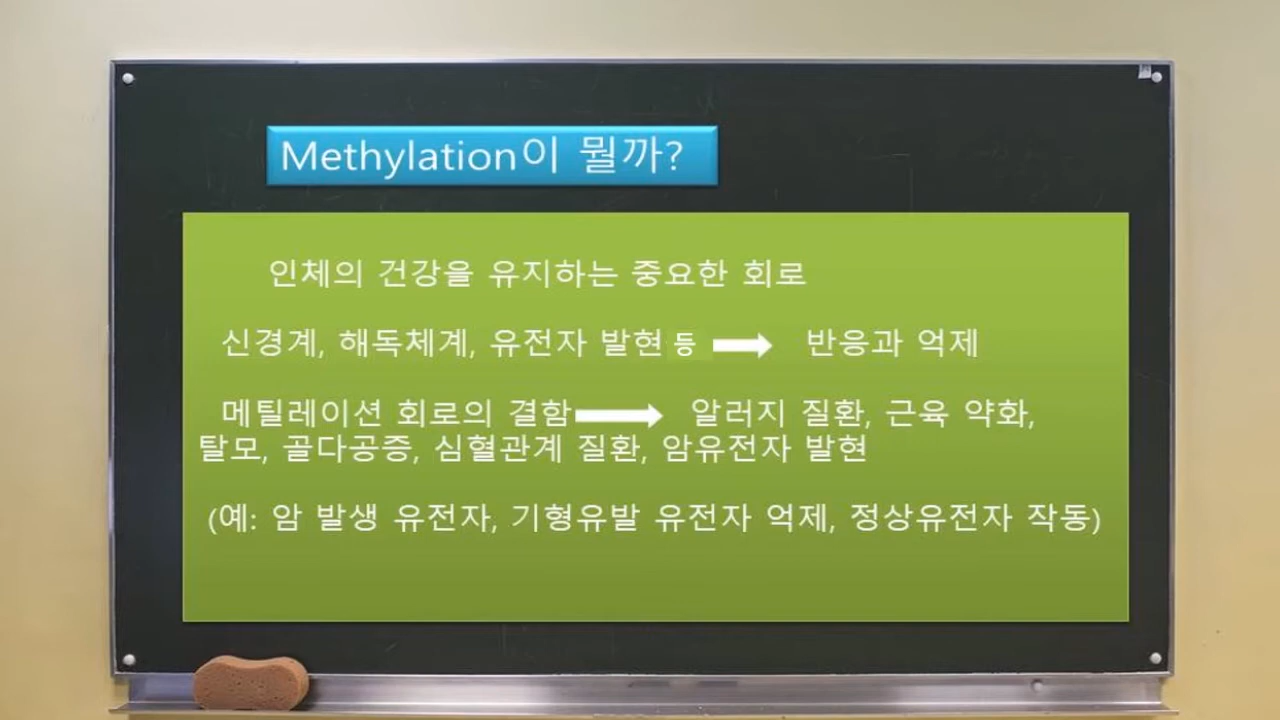 Methylation이 뭘까?
인체의 건강을 유지하는 중요한 회로
신경계, 해독체계, 유전자 발현 등 → 반응과 억제
메틸레이션 회로의 결함 → 알러지 질환, 근육 약화,
탈모, 골다공증, 심혈관계 질환, 암유전자 발현
(예: 암 발생 유전자, 기형유발 유전자 억제, 정상유전자 작동)